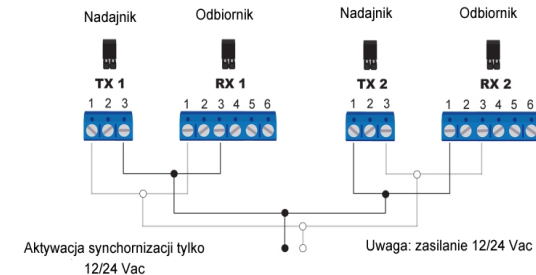 Nadajnik Odbiornik Nadajnik Odbiornik
TX 1 RX 1 TX 2 RX 2
1 2 3 1 2 3 4 5 6 1 2 3 1 2 3 4 5 6
Aktywacja synchornizacji tylko
12/24 Vac
Uwaga: zasilanie 12/24 Vac